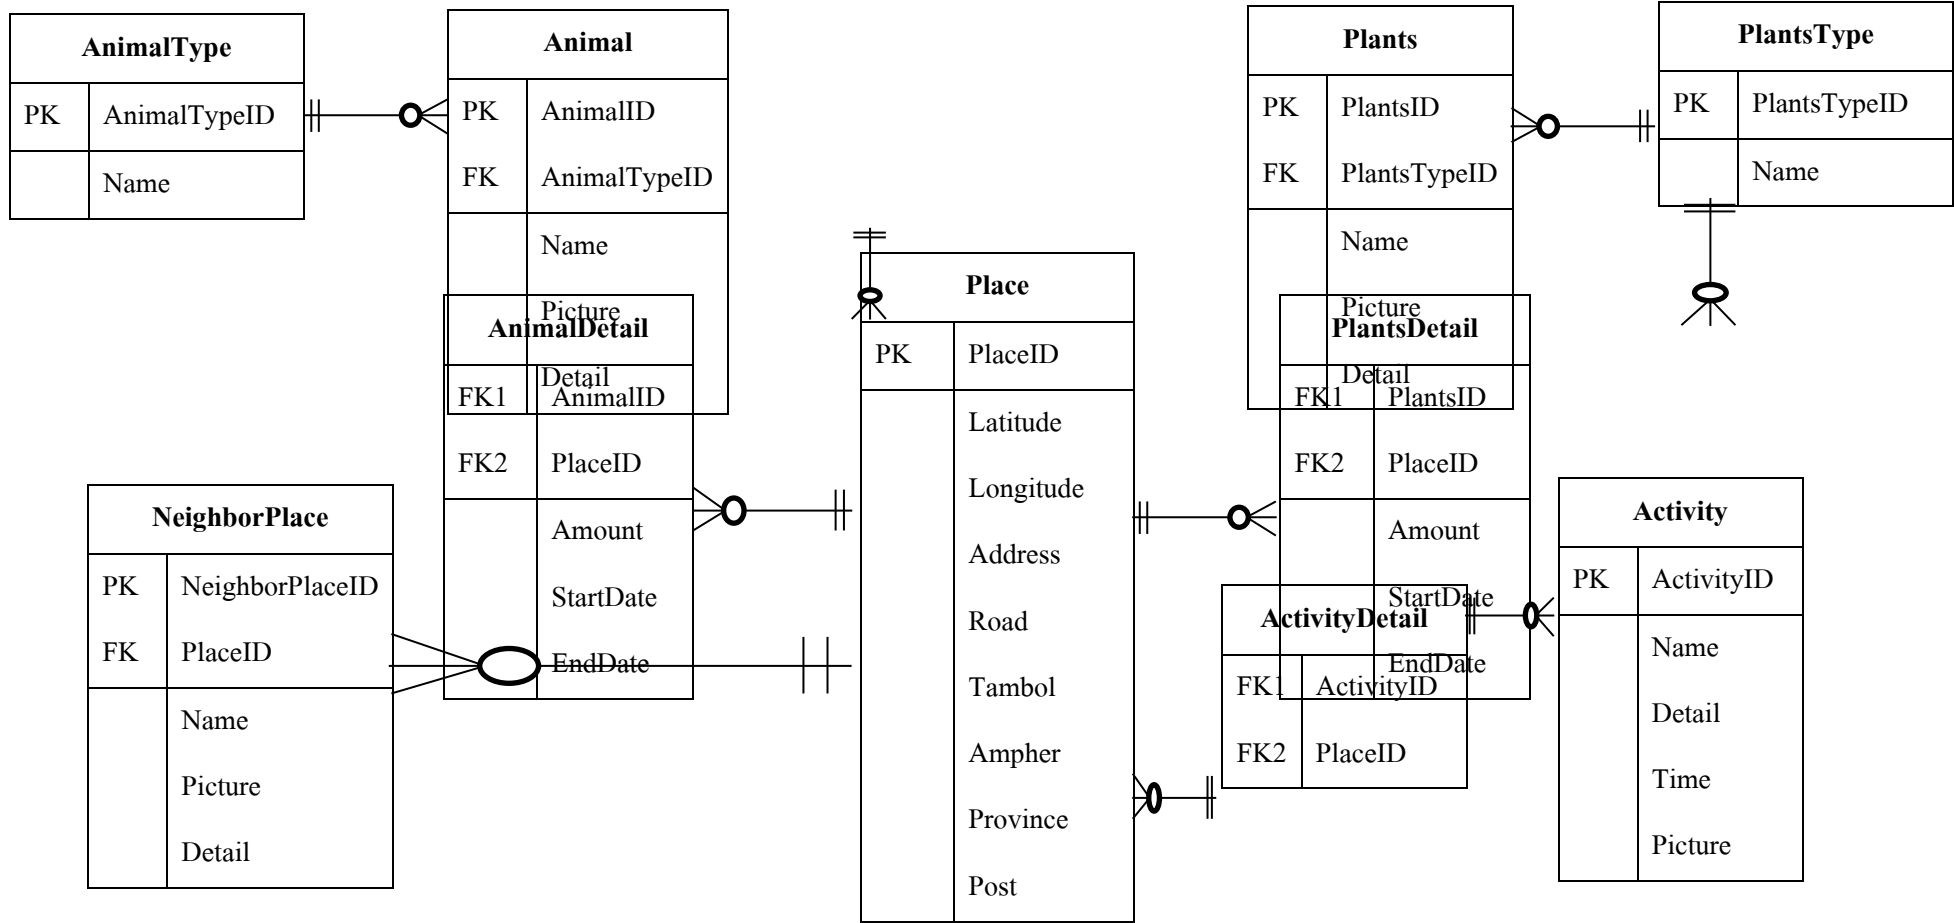 AnimalType
PK AnimalTypeID
Name
Animal
PK AnimalID
FK AnimalTypeID
Name
Picture
Detail
Plants
PK PlantsID
FK PlantsTypeID
Name
Picture
Detail
PlantsType
PK PlantsTypeID
Name
AnimalDetail
FK1 AnimalID
FK2 PlaceID
Amount
StartDate
EndDate
Place
PK PlaceID
Latitude
Longitude
Address
Road
Tambol
Ampher
Province
Post
PlantsDetail
FK1 PlantsID
FK2 PlaceID
Amount
StartDate
EndDate
NeighborPlace
PK NeighborPlaceID
FK PlaceID
Name
Picture
Detail
ActivityDetail
FK1 ActivityID
FK2 PlaceID
Activity
PK ActivityID
Name
Detail
Time
Picture